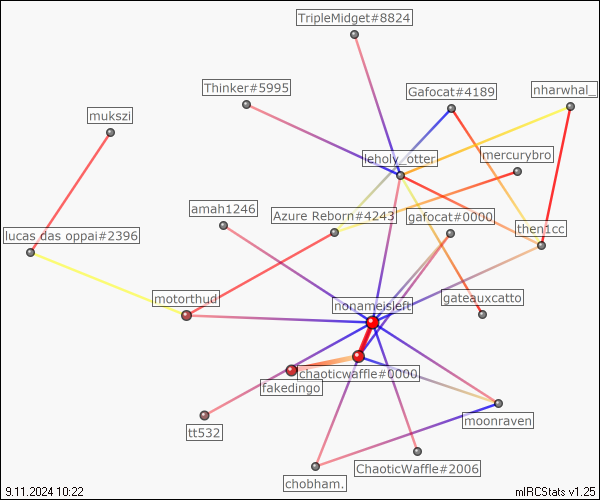 TripleMidget#8824
Thinker#5995
Gafocat#4189
nharwhal_
mukszi
leholy_otter
mercurybro
amah1246
Azure Reborn#4243
gafocat#0000
then1cc
lucas das oppai#2396
motorthud
nonameisleft
gateauxcatto
chaoticwaffle#0000
fakedingo
tt532
moonraven
chobham.
ChaoticWaffle#2006
9.11.2024 10:22
mIRCStats v1.25